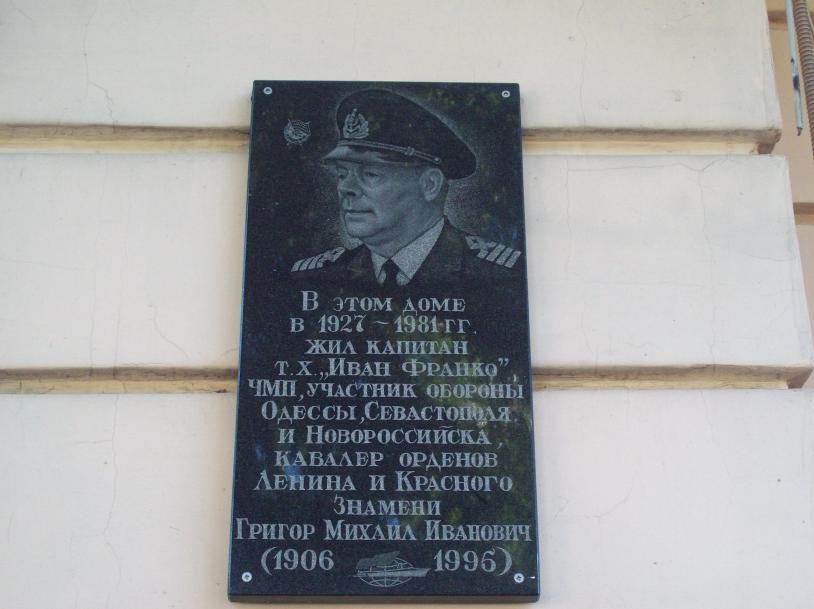 В этом доме
в 1927 ~ 1981 гг.
жил капитан
т.х. „Иван Франко",
ЧМП, участник обороны
Одессы, Севастополя
и Новороссийска,
кавалер орденов
Ленина и Красного
Знамени
Григор Михаил Иванович
(1906 1995)